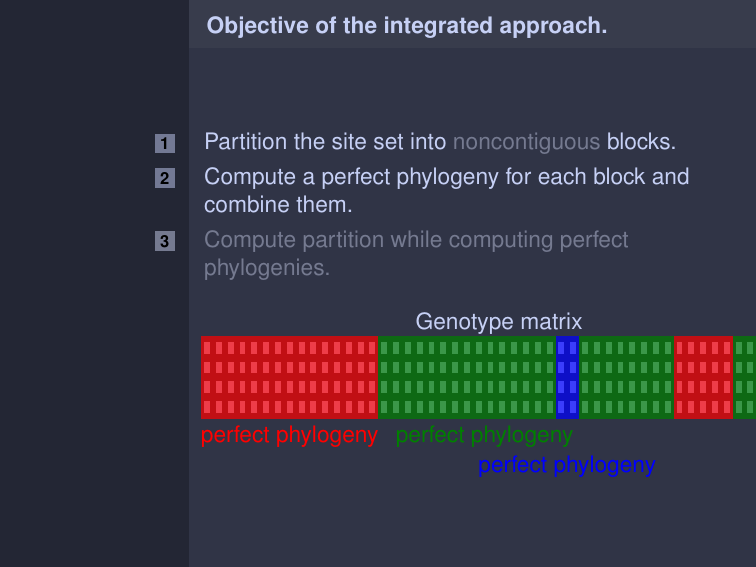 Objective of the integrated approach.
1 Partition the site set into noncontiguous blocks.
2 Compute a perfect phylogeny for each block and
combine them.
3 Compute partition while computing perfect
phylogenies.
Genotype matrix
perfect phylogeny perfect phylogeny
perfect phylogeny